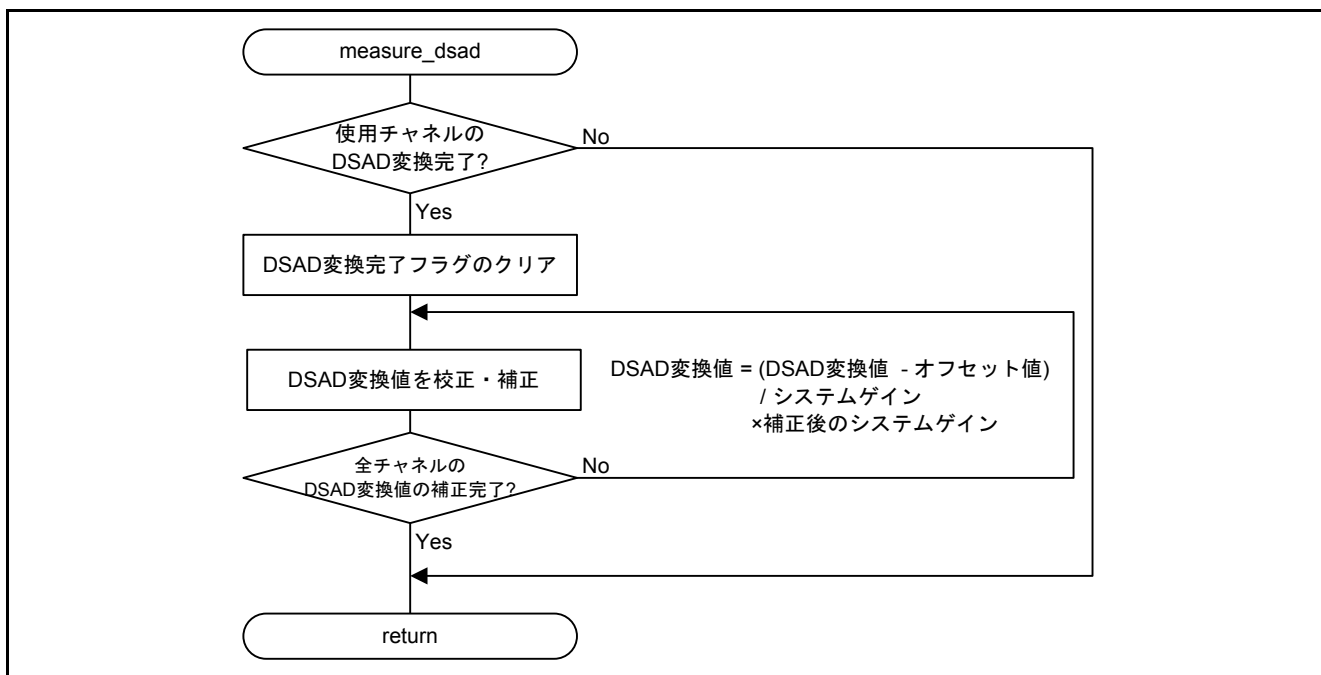 measure_dsad
使用チャネルの
DSAD変換完了?
No
Yes
DSAD変換完了フラグのクリア
DSAD変換値を校正・補正
DSAD変換値 = (DSAD変換値 - オフセット値)
/ システムゲイン
×補正後のシステムゲイン
全チャネルの
DSAD変換値の補正完了?
No
Yes
return